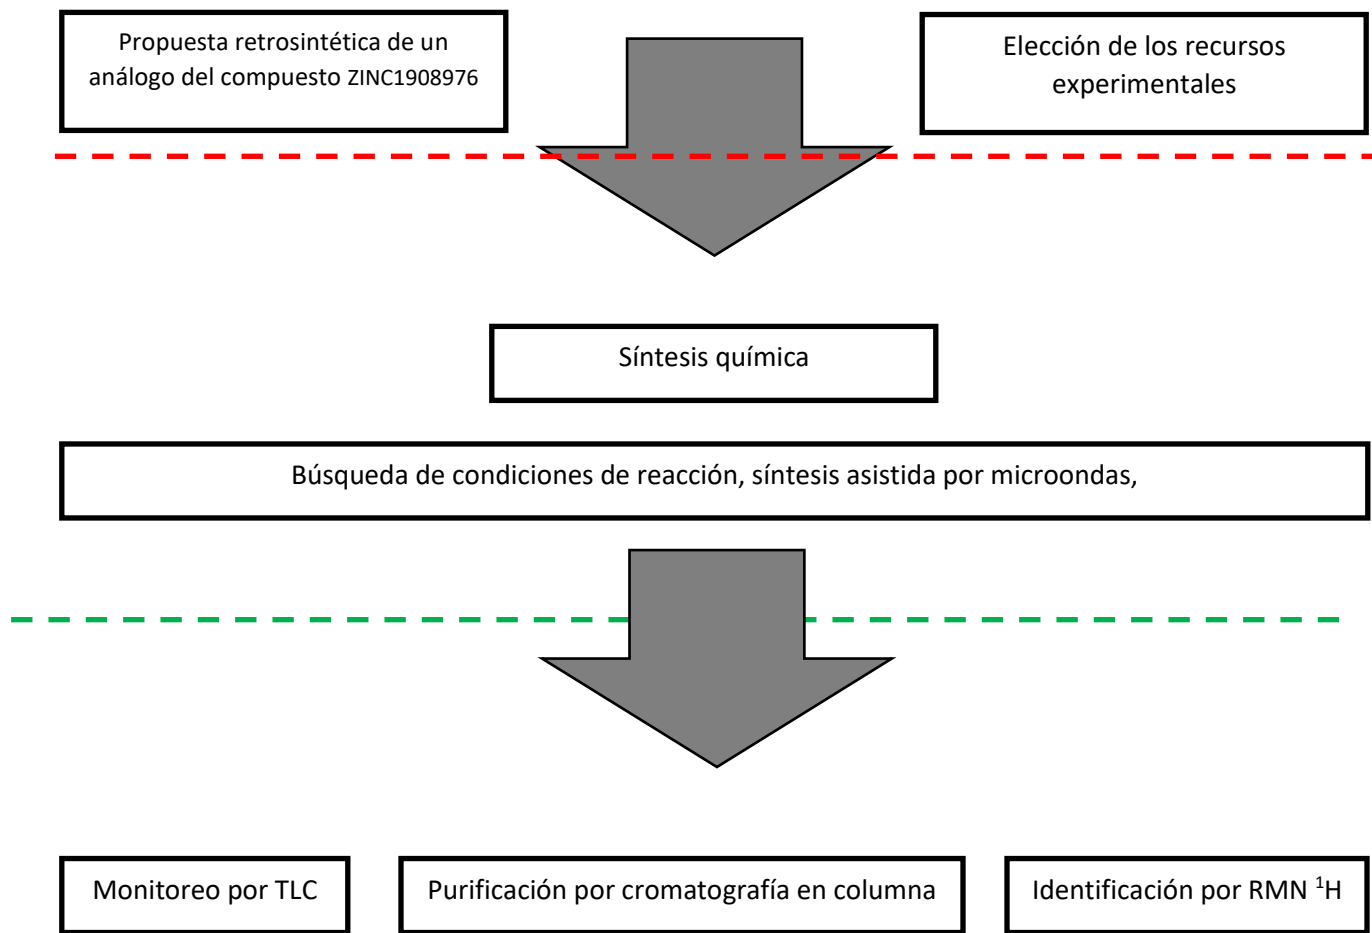 Propuesta retrosintética de un
análogo del compuesto ZINC1908976
Elección de los recursos
experimentales
Síntesis química
Búsqueda de condiciones de reacción, síntesis asistida por microondas,
Monitoreo por TLC
Purificación por cromatografía en columna
Identificación por RMN ¹H